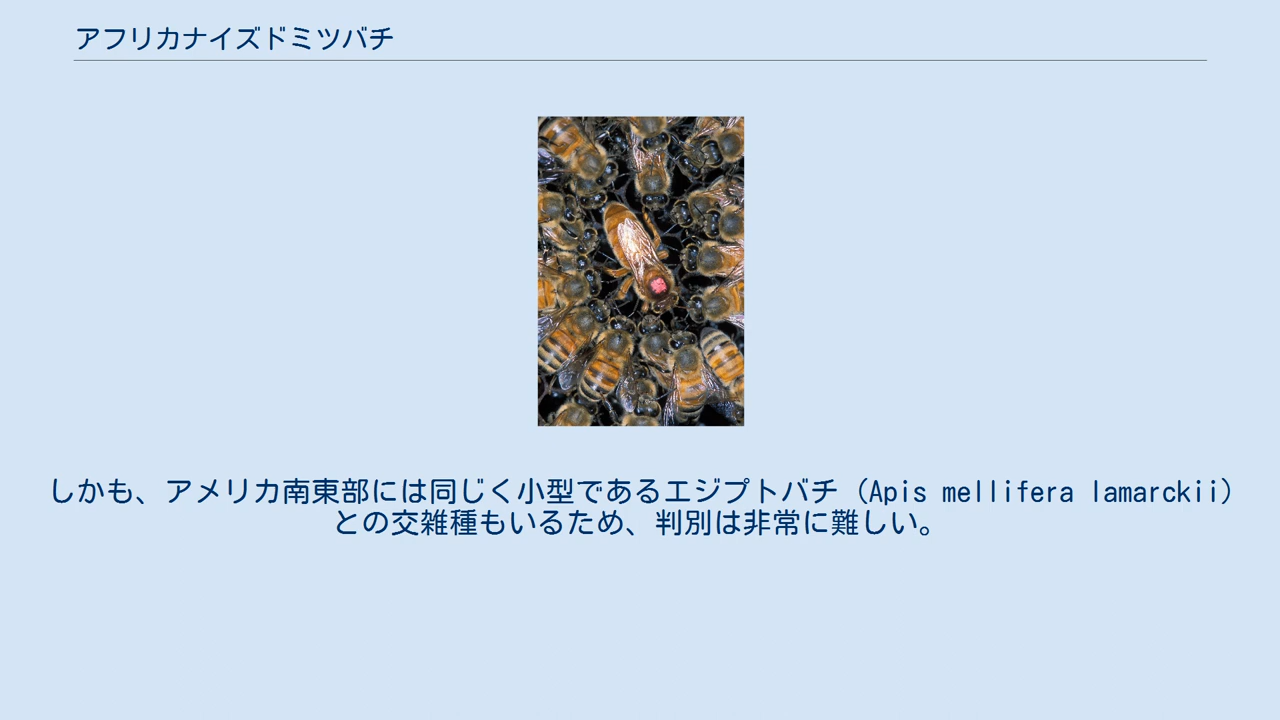 アフリカナイズドミツバチ
しかも、アメリカ南東部には同じく小型であるエジプトバチ（Apis mellifera lamarckii）
との交雑種もいるため、判別は非常に難しい。